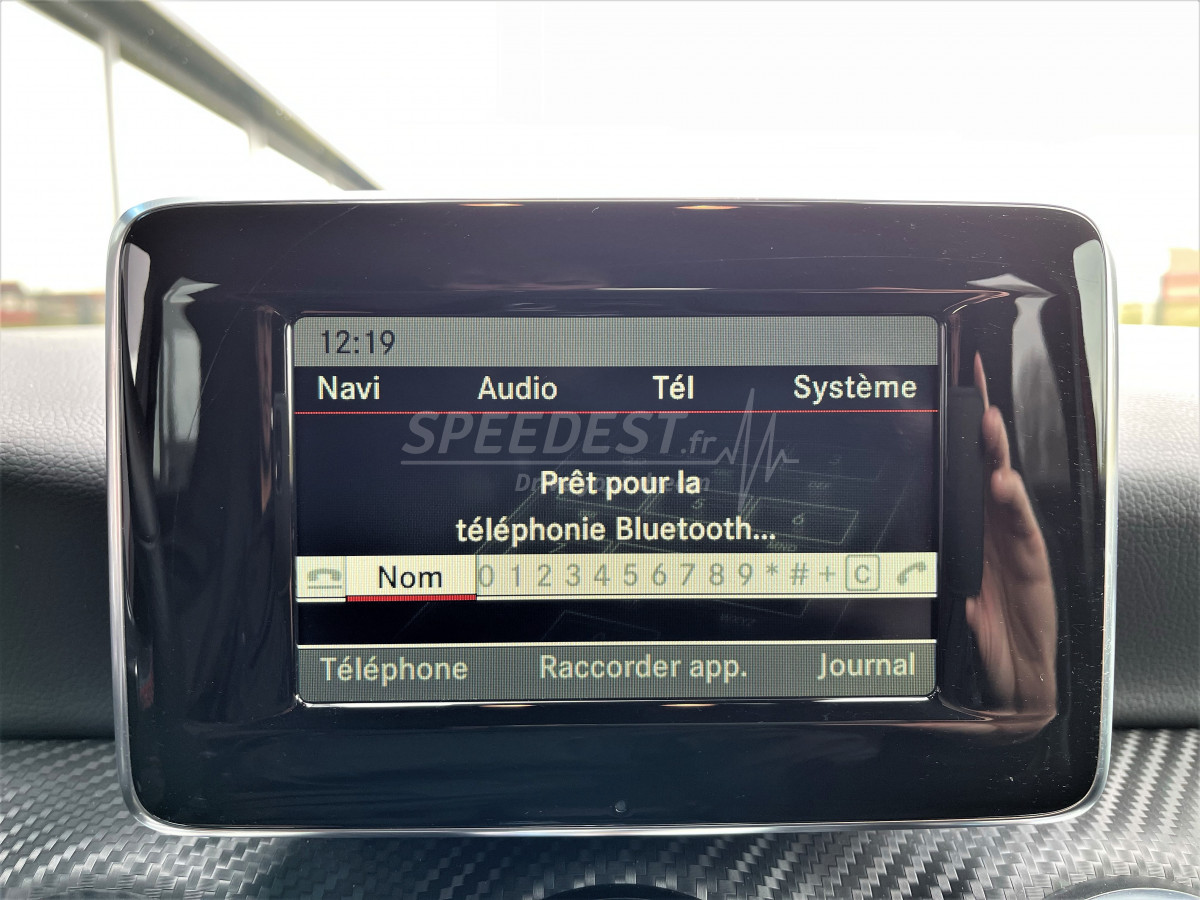 12:19
Navi Audio Tél Système
SPEEDEST.fr
Prêt pour la
téléphonie Bluetooth...
Nom 0 1 2 3 4 5 6 7 8 9 * # + C
Téléphone Raccorder app. Journal